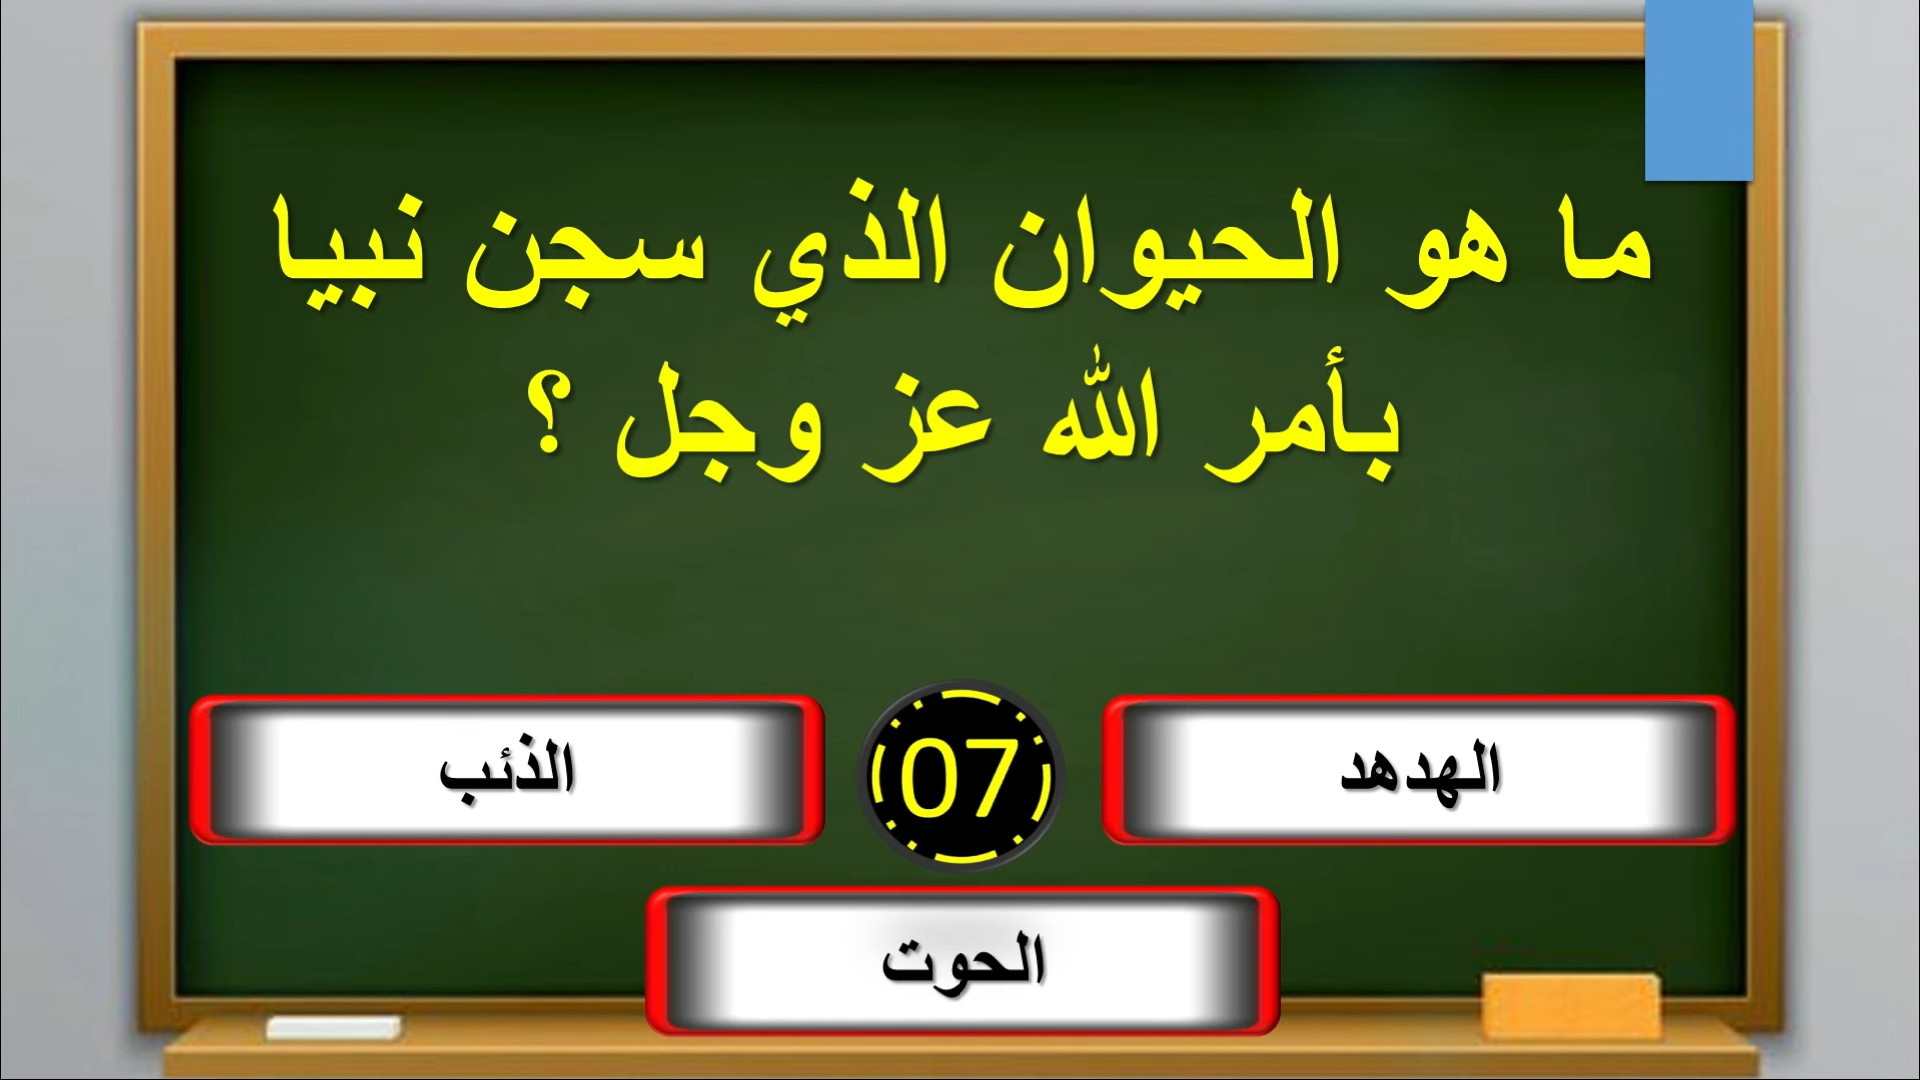 ما هو الحيوان الذي سجن نبيا
بأمر الله عز وجل ؟
الهدهد
07
الذئب
الحوت